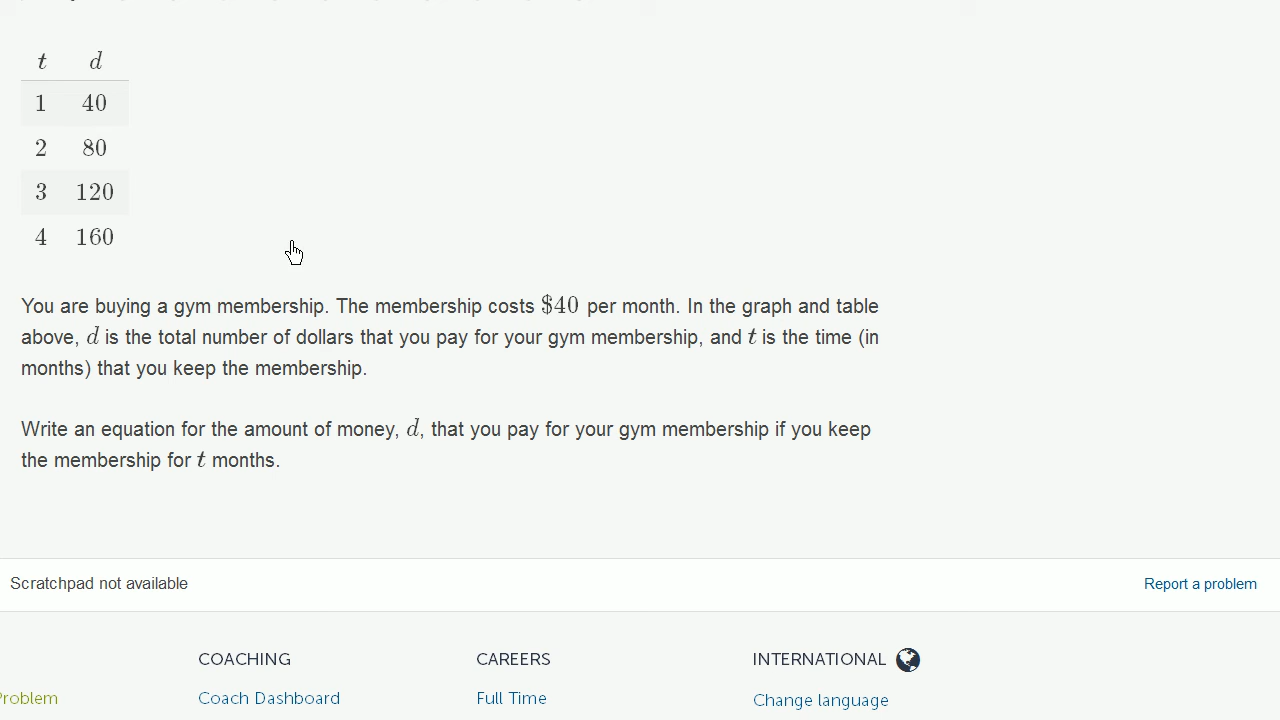 t d
1 40
2 80
3 120
4 160
You are buying a gym membership. The membership costs $40 per month. In the graph and table
above, d is the total number of dollars that you pay for your gym membership, and t is the time (in
months) that you keep the membership.
Write an equation for the amount of money, d, that you pay for your gym membership if you keep
the membership for t months.
Scratchpad not available Report a problem
COACHING CAREERS INTERNATIONAL
Problem Coach Dashboard Full Time Change language